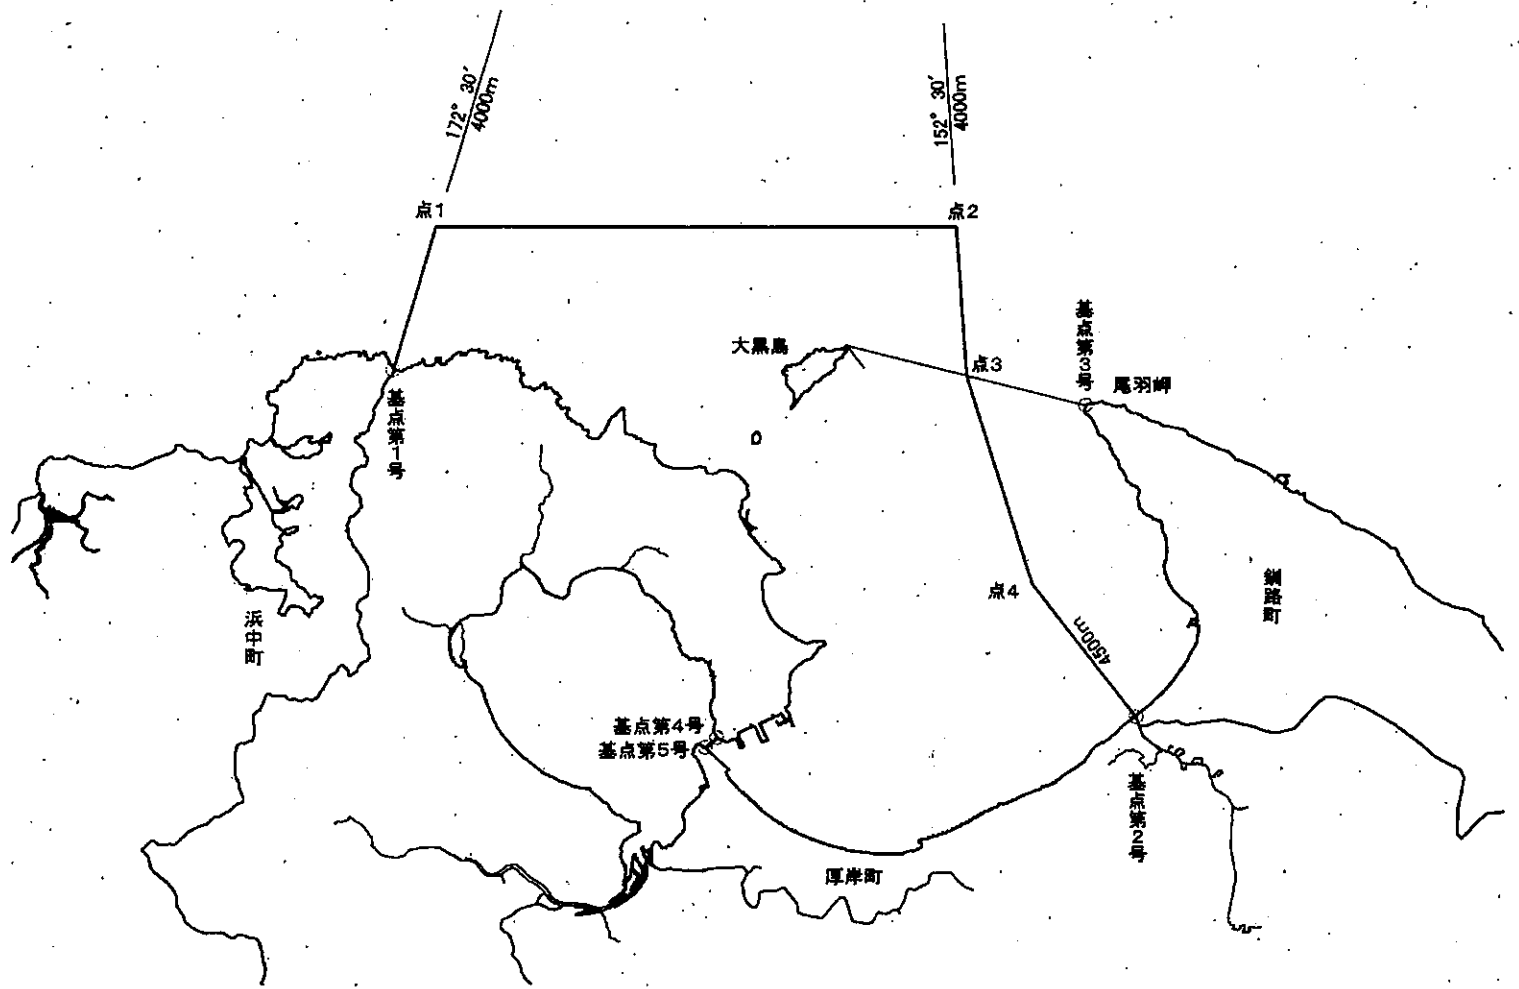 172° 30′
4000m
152° 30′
4000m
点1
点2
大黒島
点3
基点第3号
尾羽岬
基点第1号
点4
4500m
釧路町
浜中町
基点第4号
基点第5号
基点第2号
厚岸町